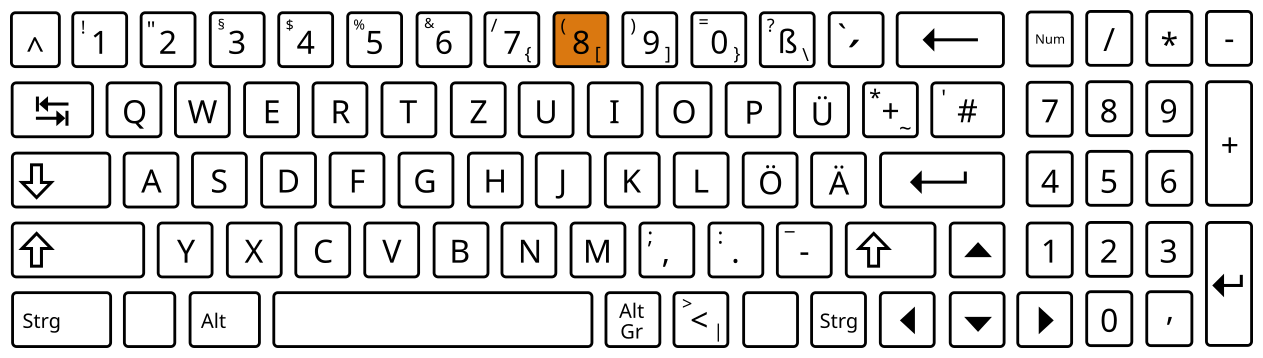 ^ ! 1 " 2 § 3 $ 4 % 5 & 6 / 7 { ( 8 [ ) 9 ] = 0 } ? ß \ ` ´ Num / * -
Q W E R T Z U I O P Ü * + ~ ' # 7 8 9 +
A S D F G H J K L Ö Ä 4 5 6
Y X C V B N M ; , : . _ - 1 2 3
Strg Alt Alt Gr > < | Strg 0 ,